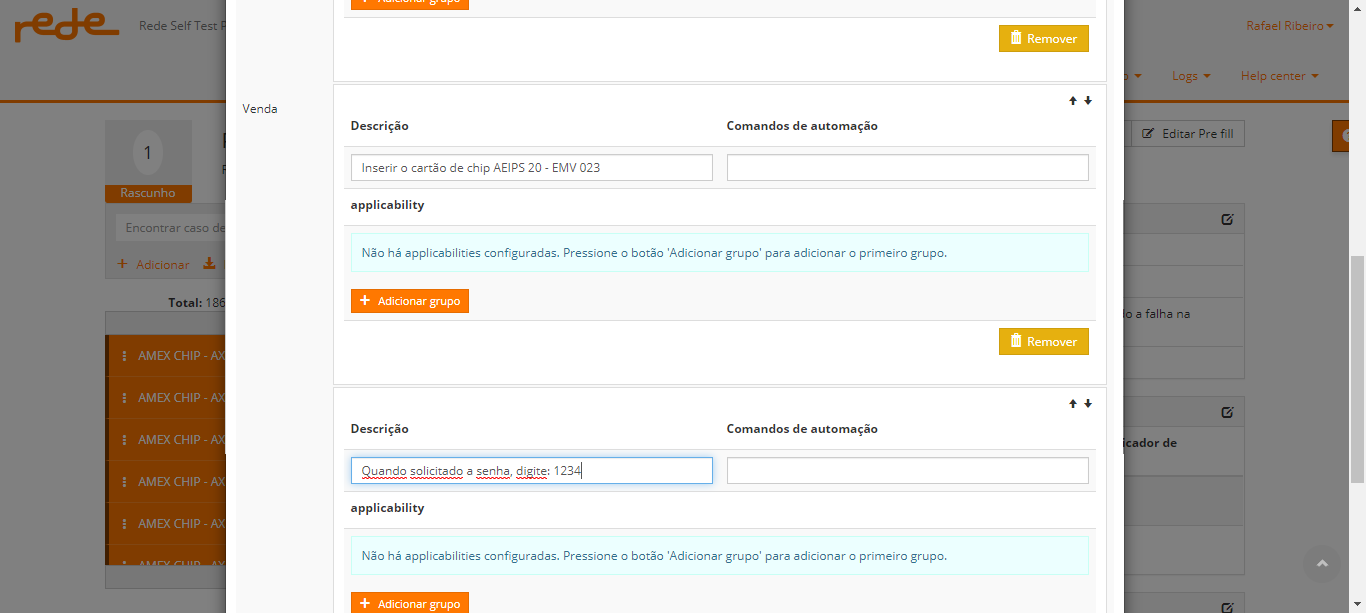 Adicionar grupo
rede Rede Self Test P
Rafael Ribeiro
Remover
Logs Help center
Venda
1
Editar Pre fill
Descrição Comandos de automação
Inserir o cartão de chip AEIPS 20 - EMV 023
Rascunho
applicability
Encontrar caso de
Não há applicabilities configuradas. Pressione o botão 'Adicionar grupo' para adicionar o primeiro grupo.
Adicionar
Adicionar grupo
Total: 186
a falha na
Remover
AMEX CHIP - AX
AMEX CHIP - AX
Descrição Comandos de automação
AMEX CHIP - AX
icador de
Quando solicitado a senha, digite: 1234
AMEX CHIP - AX
applicability
AMEX CHIP - AX
Não há applicabilities configuradas. Pressione o botão 'Adicionar grupo' para adicionar o primeiro grupo.
AMEX CHIP - AX
Adicionar grupo